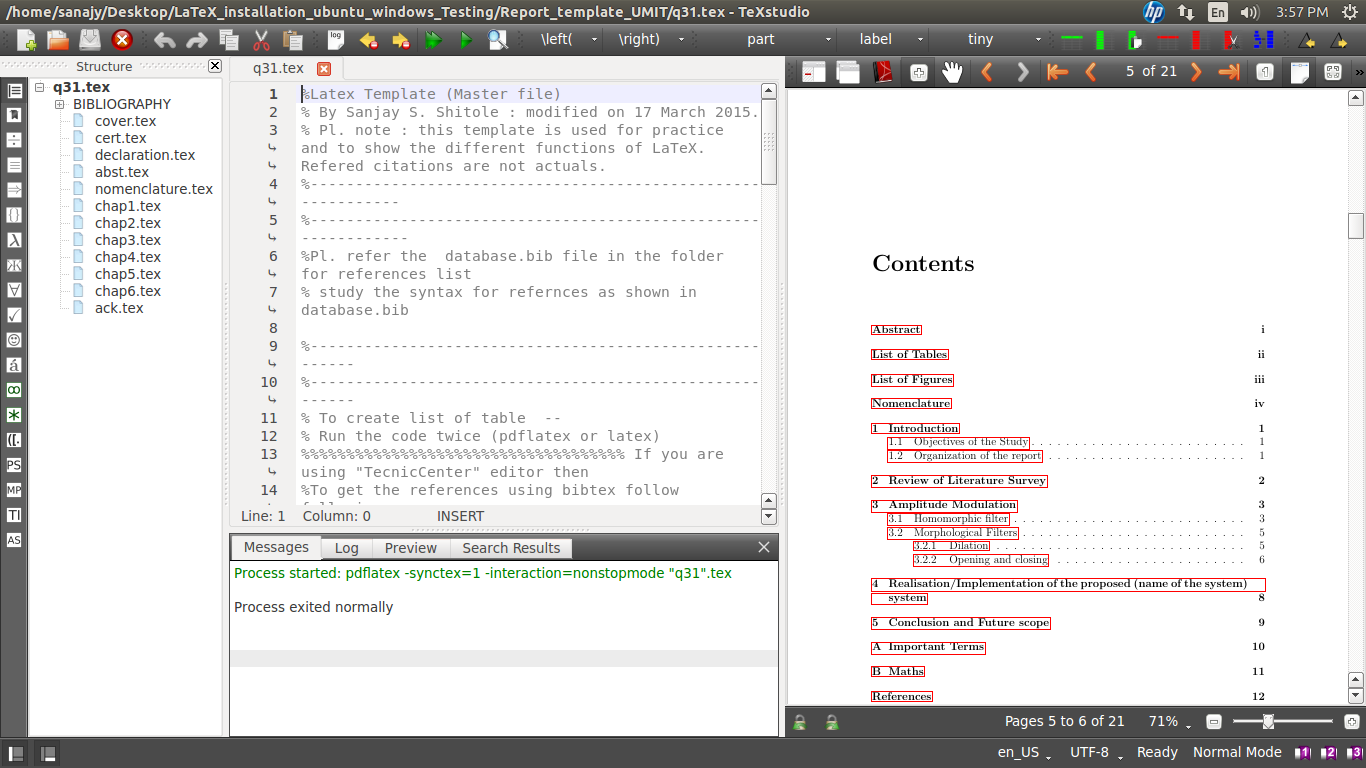 /home/sanajy/Desktop/LaTeX_installation_ubuntu_windows_Testing/Report_template_UMIT/q31.tex - TeXstudio
hp En 3:57 PM
log \left( \right) part label tiny
5 of 21 1 »
Structure
q31.tex
BIBLIOGRAPHY
cover.tex
cert.tex
declaration.tex
abst.tex
nomenclature.tex
chap1.tex
chap2.tex
chap3.tex
chap4.tex
chap5.tex
chap6.tex
ack.tex
PS
MP
TI
AS
q31.tex
1 %Latex Template (Master file)
2 % By Sanjay S. Shitole : modified on 17 March 2015.
3 % Pl. note : this template is used for practice
and to show the different functions of LaTeX.
Refered citations are not actuals.
4 %--------------------------------------------------
-----------
5 %--------------------------------------------------
------------
6 %Pl. refer the  database.bib file in the folder
for references list
7 % study the syntax for refernces as shown in
database.bib
8
9 %--------------------------------------------------
------
10 %--------------------------------------------------
------
11 % To create list of table  --
12 % Run the code twice (pdflatex or latex)
13 %%%%%%%%%%%%%%%%%%%%%%%%%%%%%%%%%%%% If you are
using "TecnicCenter" editor then
14 %To get the references using bibtex follow
Line: 1 Column: 0 INSERT
Messages Log Preview Search Results
Process started: pdflatex -synctex=1 -interaction=nonstopmode "q31".tex
Process exited normally
Contents
Abstract i
List of Tables ii
List of Figures iii
Nomenclature iv
1 Introduction 1
1.1 Objectives of the Study . . . . . . . . . . . . . . . . . . . . . . . 1
1.2 Organization of the report . . . . . . . . . . . . . . . . . . . . . 1
2 Review of Literature Survey 2
3 Amplitude Modulation 3
3.1 Homomorphic filter . . . . . . . . . . . . . . . . . . . . . . . . . 3
3.2 Morphological Filters . . . . . . . . . . . . . . . . . . . . . . . . 5
3.2.1 Dilation . . . . . . . . . . . . . . . . . . . . . . . . . . . 5
3.2.2 Opening and closing . . . . . . . . . . . . . . . . . . . . 6
4 Realisation/Implementation of the proposed (name of the system)
system 8
5 Conclusion and Future scope 9
A Important Terms 10
B Maths 11
References 12
Pages 5 to 6 of 21 71%
en_US UTF-8 Ready Normal Mode 1 2 3